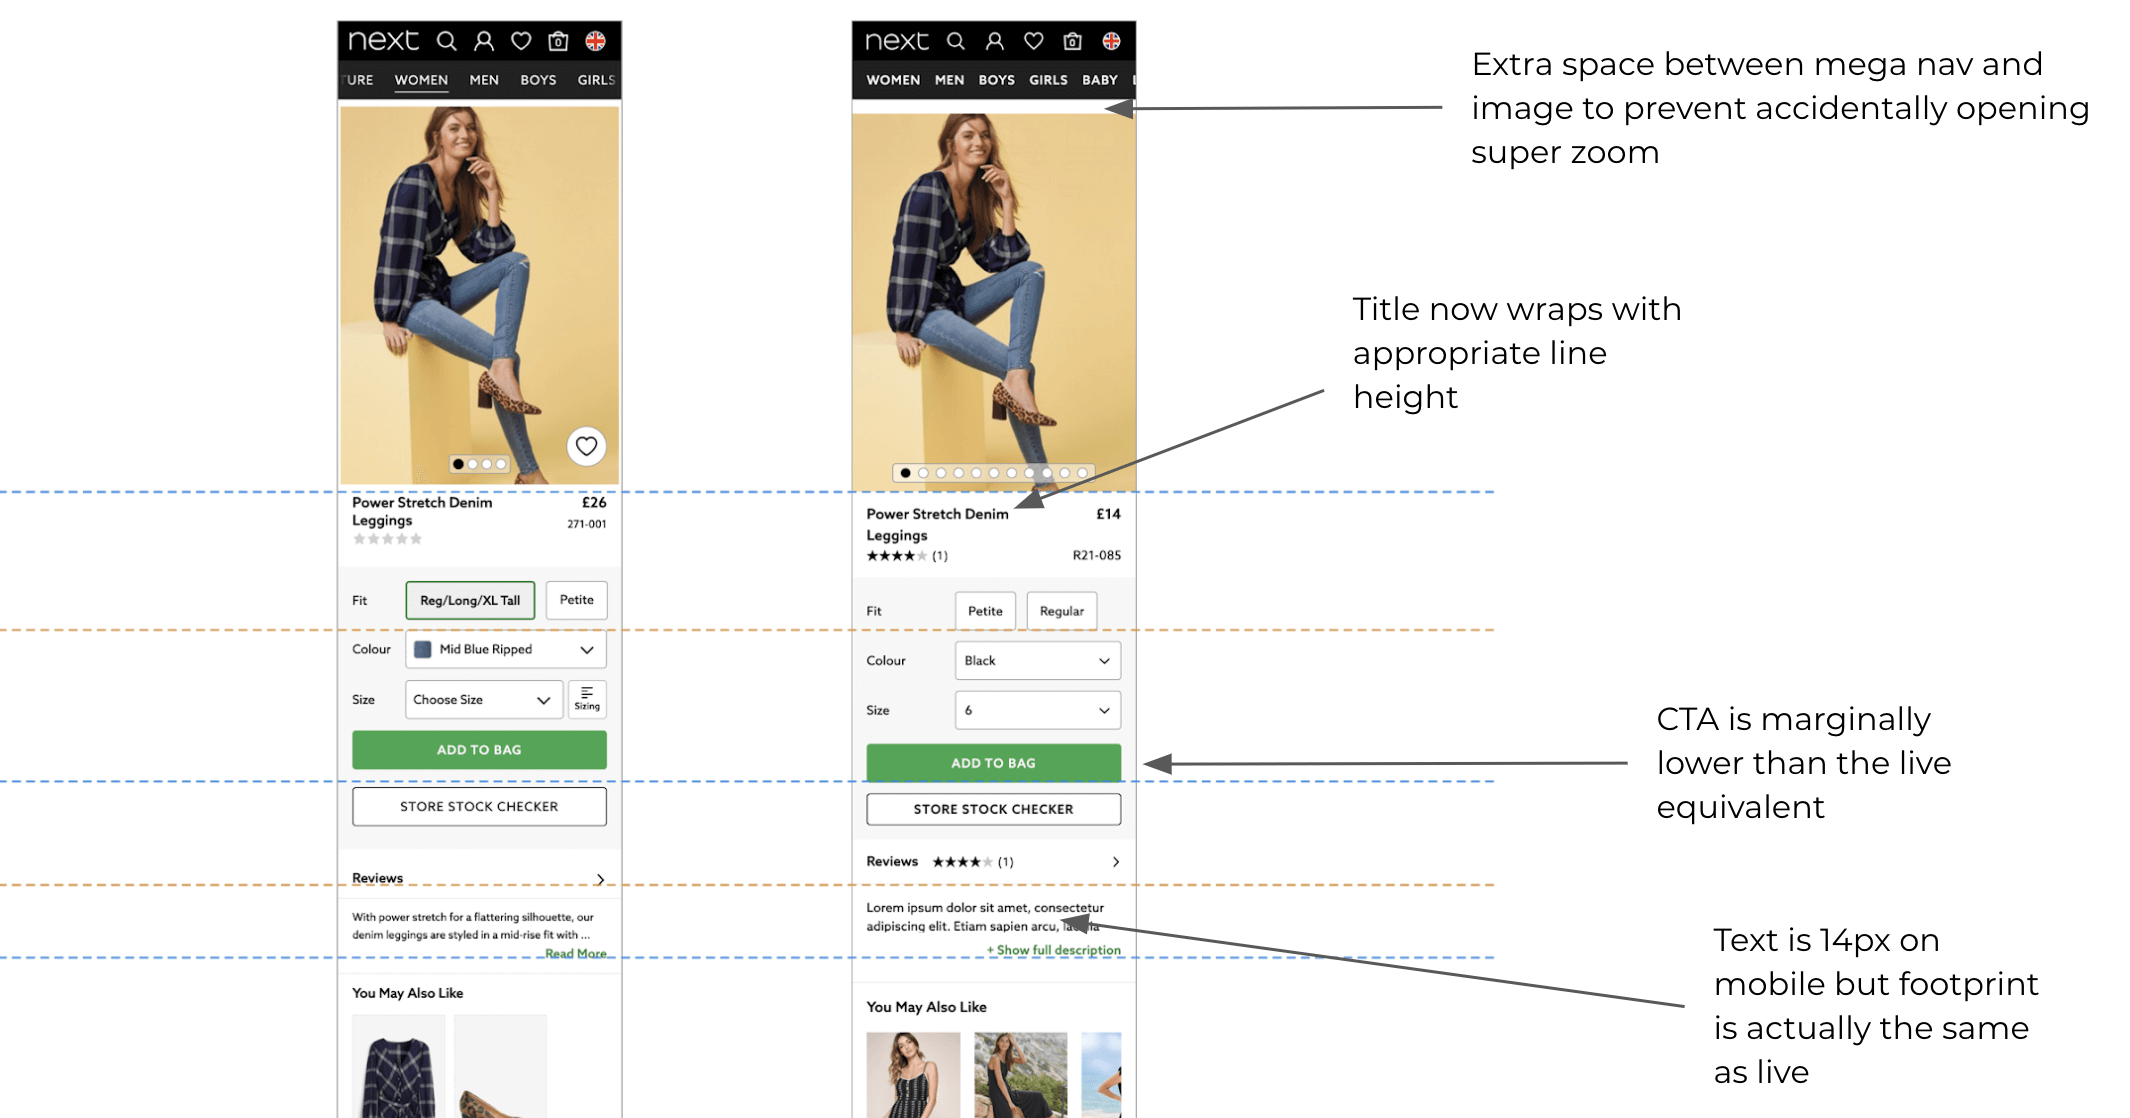 next 0
TURE WOMEN MEN BOYS GIRLS
Power Stretch Denim £26
Leggings 271-001
Fit Reg/Long/XL Tall Petite
Colour Mid Blue Ripped
Size Choose Size Sizing
ADD TO BAG
STORE STOCK CHECKER
Reviews
With power stretch for a flattering silhouette, our
denim leggings are styled in a mid-rise fit with ...
Read More
You May Also Like
next 0
WOMEN MEN BOYS GIRLS BABY
Power Stretch Denim £14
Leggings
(1) R21-085
Fit Petite Regular
Colour Black
Size 6
ADD TO BAG
STORE STOCK CHECKER
Reviews (1)
Lorem ipsum dolor sit amet, consectetur
adipiscing elit. Etiam sapien arcu,
+ Show full description
You May Also Like
Extra space between mega nav and
image to prevent accidentally opening
super zoom
Title now wraps with
appropriate line
height
CTA is marginally
lower than the live
equivalent
Text is 14px on
mobile but footprint
is actually the same
as live